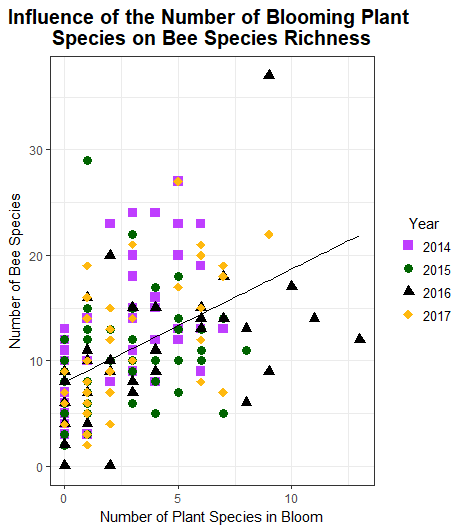 Influence of the Number of Blooming Plant
Species on Bee Species Richness
Number of Bee Species
30
20
10
0
0 5 10
Number of Plant Species in Bloom
Year
2014
2015
2016
2017